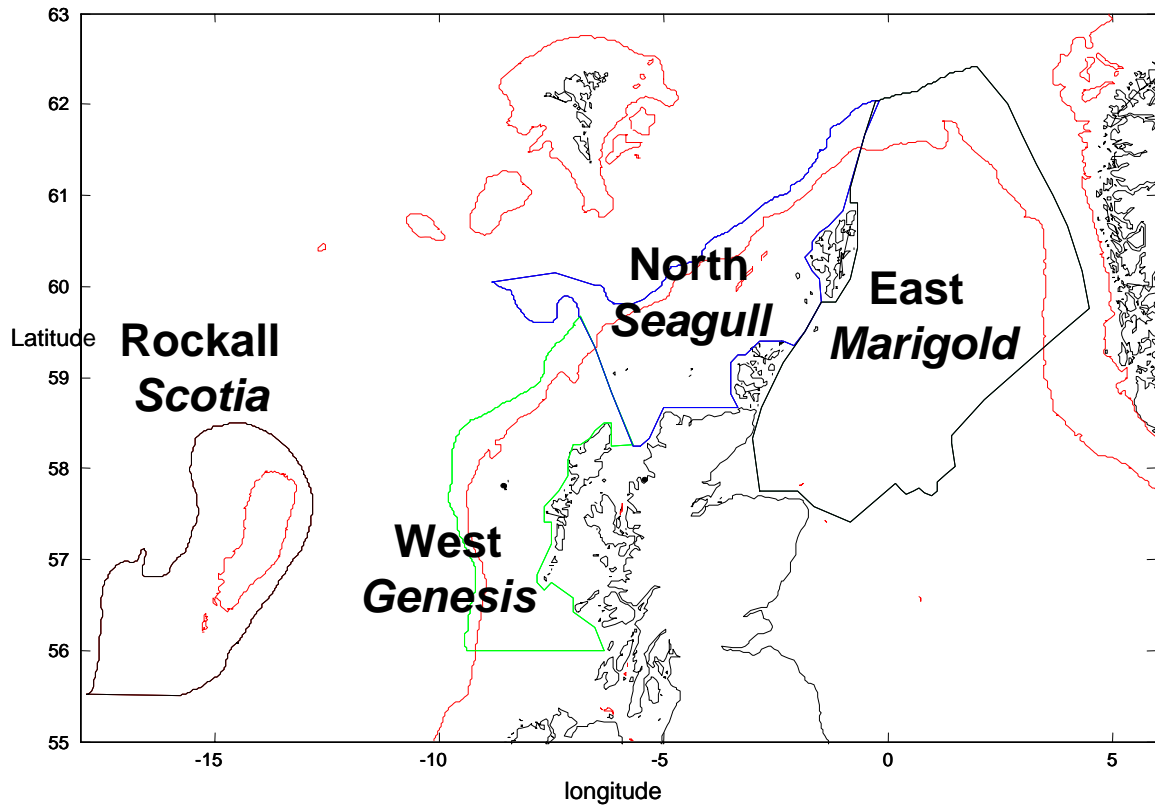 63
62
61
60
59
58
57
56
55
Latitude
North
Seagull
East
Marigold
Rockall
Scotia
West
Genesis
-15
-10
-5
0
5
longitude